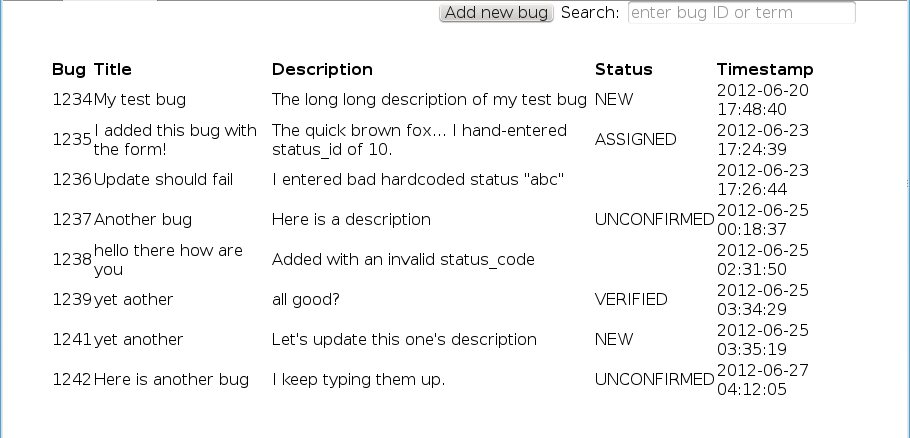 Add new bug Search: enter bug ID or term
Bug Title Description Status Timestamp
1234 My test bug The long long description of my test bug NEW 2012-06-20
17:48:40
1235 I added this bug with The quick brown fox... I hand-entered ASSIGNED 2012-06-23
the form! status_id of 10. 17:24:39
1236 Update should fail I entered bad hardcoded status "abc" 2012-06-23
17:26:44
1237 Another bug Here is a description UNCONFIRMED 2012-06-25
00:18:37
1238 hello there how are Added with an invalid status_code 2012-06-25
you 02:31:50
1239 yet aother all good? VERIFIED 2012-06-25
03:34:29
1241 yet another Let's update this one's description NEW 2012-06-25
03:35:19
1242 Here is another bug I keep typing them up. UNCONFIRMED 2012-06-27
04:12:05